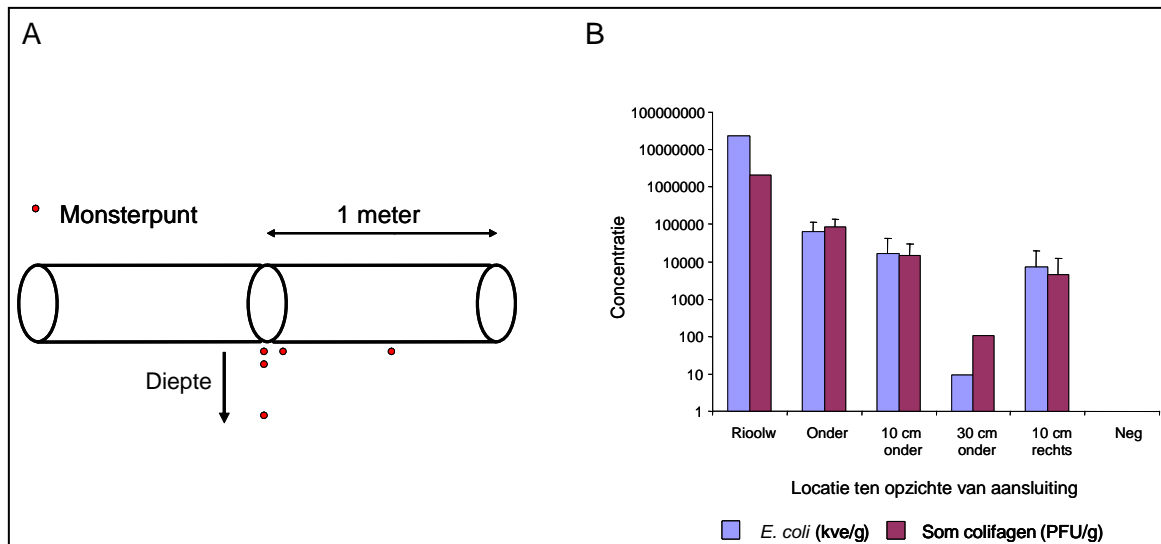 A
Monsterpunt
1 meter
Diepte
B
Concentratie
100000000
10000000
1000000
100000
10000
1000
100
10
1
Rioolw
Onder
10 cm
onder
30 cm
onder
10 cm
rechts
Neg
Locatie ten opzichte van aansluiting
E. coli (kve/g)
Som colifagen (PFU/g)